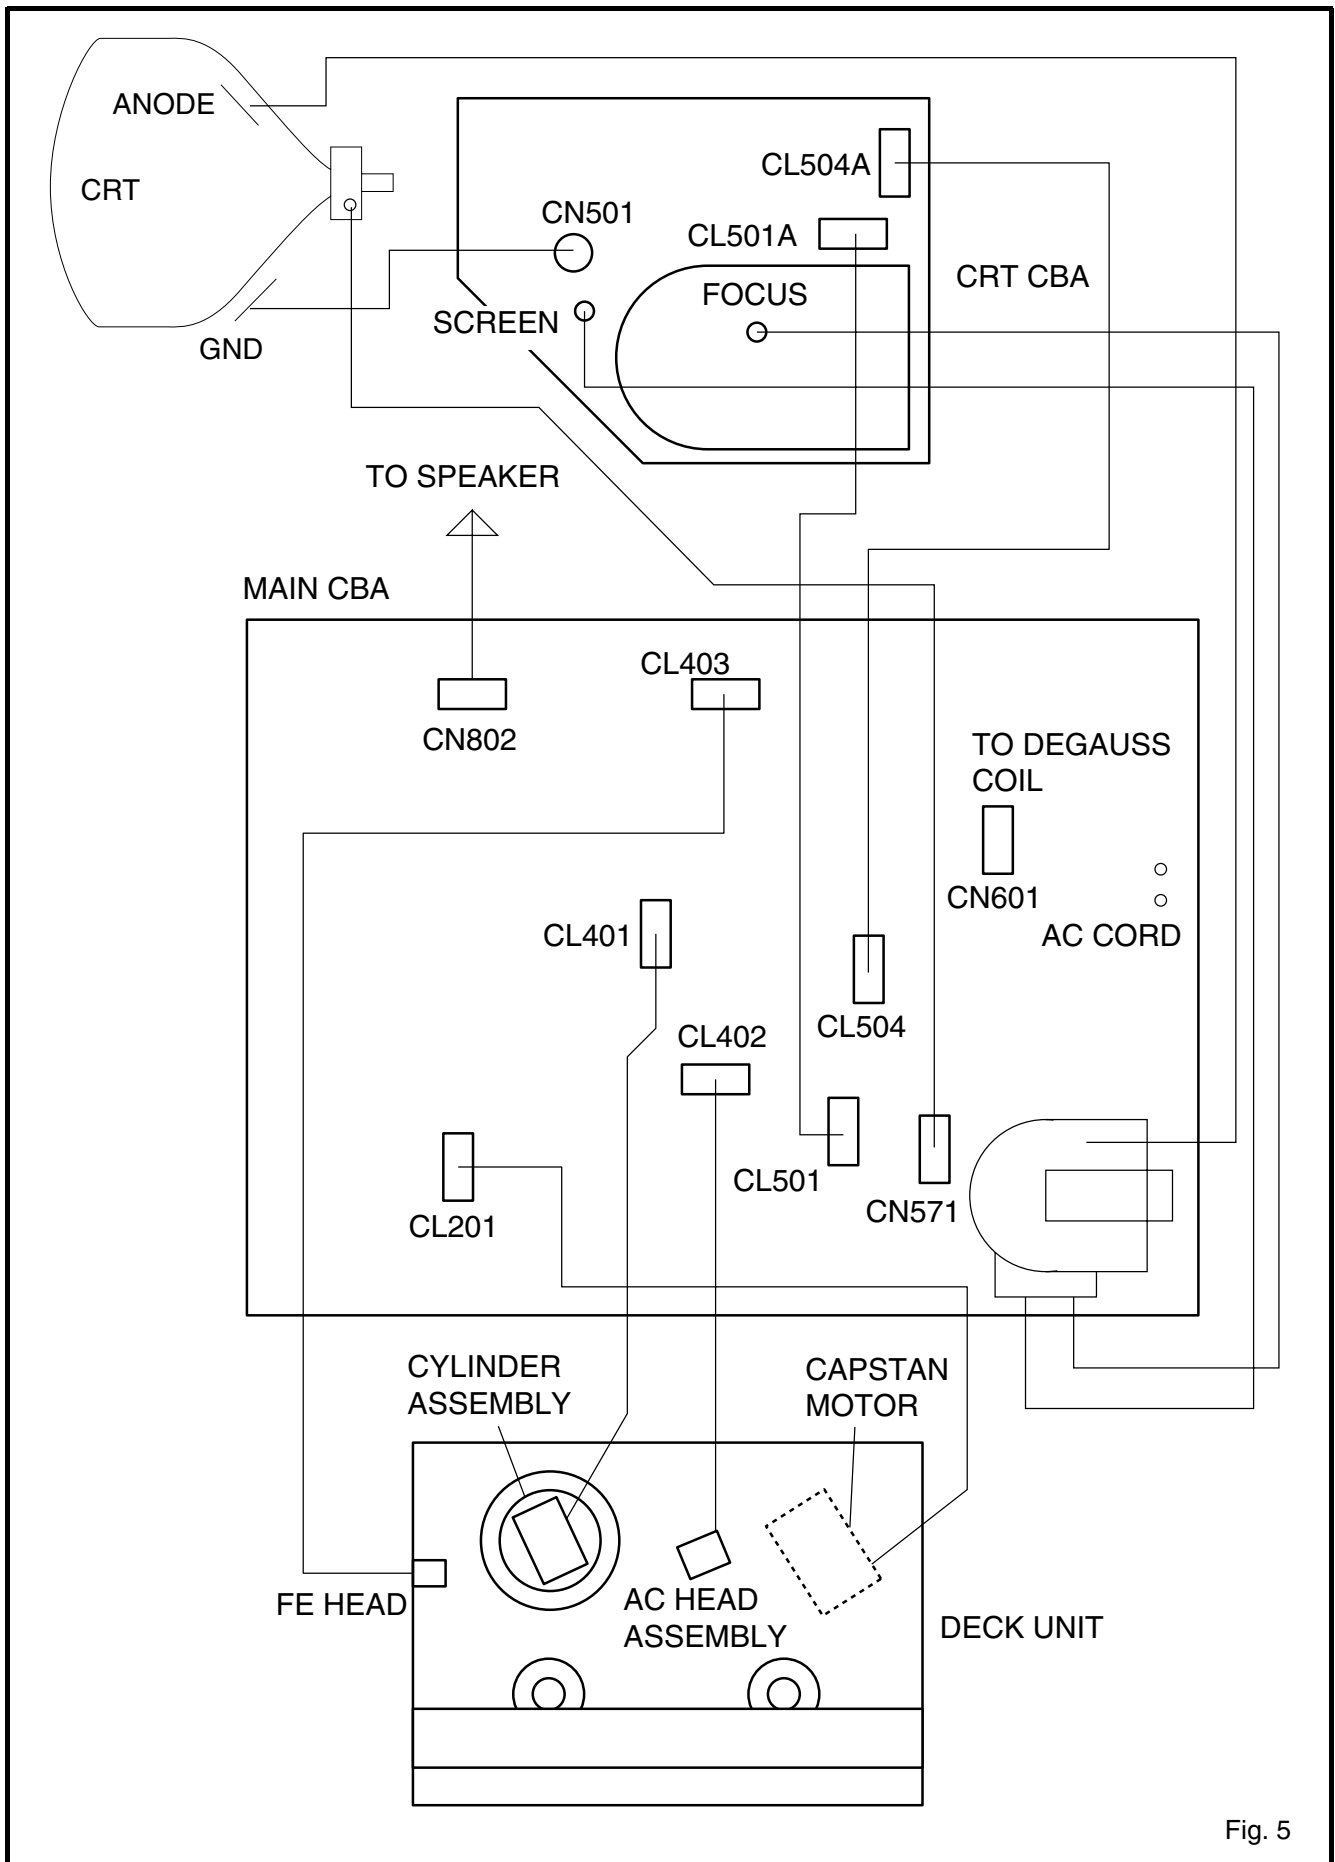 ANODE
CRT
GND
CN501
SCREEN
CL504A
CL501A
FOCUS
CRT CBA
TO SPEAKER
MAIN CBA
CN802
CL403
TO DEGAUSS
COIL
CN601
AC CORD
CL401
CL504
CL402
CL501
CN571
CL201
CYLINDER
ASSEMBLY
CAPSTAN
MOTOR
FE HEAD
AC HEAD
ASSEMBLY
DECK UNIT
Fig. 5